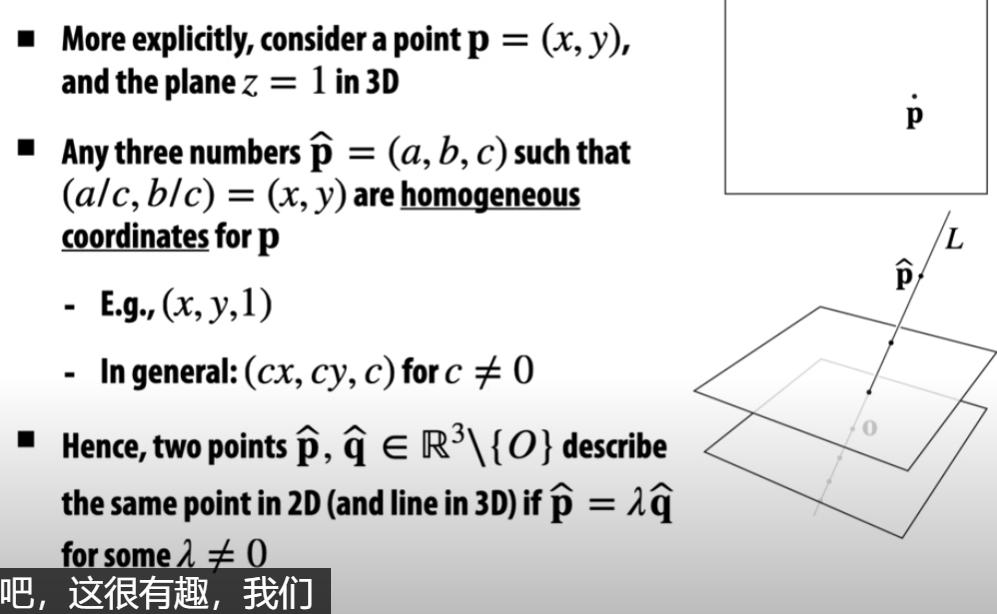 ■ More explicitly, consider a point p = (x, y),
and the plane z = 1 in 3D
■ Any three numbers p̂ = (a, b, c) such that
(a/c, b/c) = (x, y) are homogeneous
coordinates for p
- E.g., (x, y,1)
- In general: (cx, cy, c) for c ≠ 0
■ Hence, two points p̂, q̂ ∈ ℝ³\{O} describe
the same point in 2D (and line in 3D) if p̂ = λq̂
for some λ ≠ 0
p
L
p̂
o
吧，这很有趣，我们